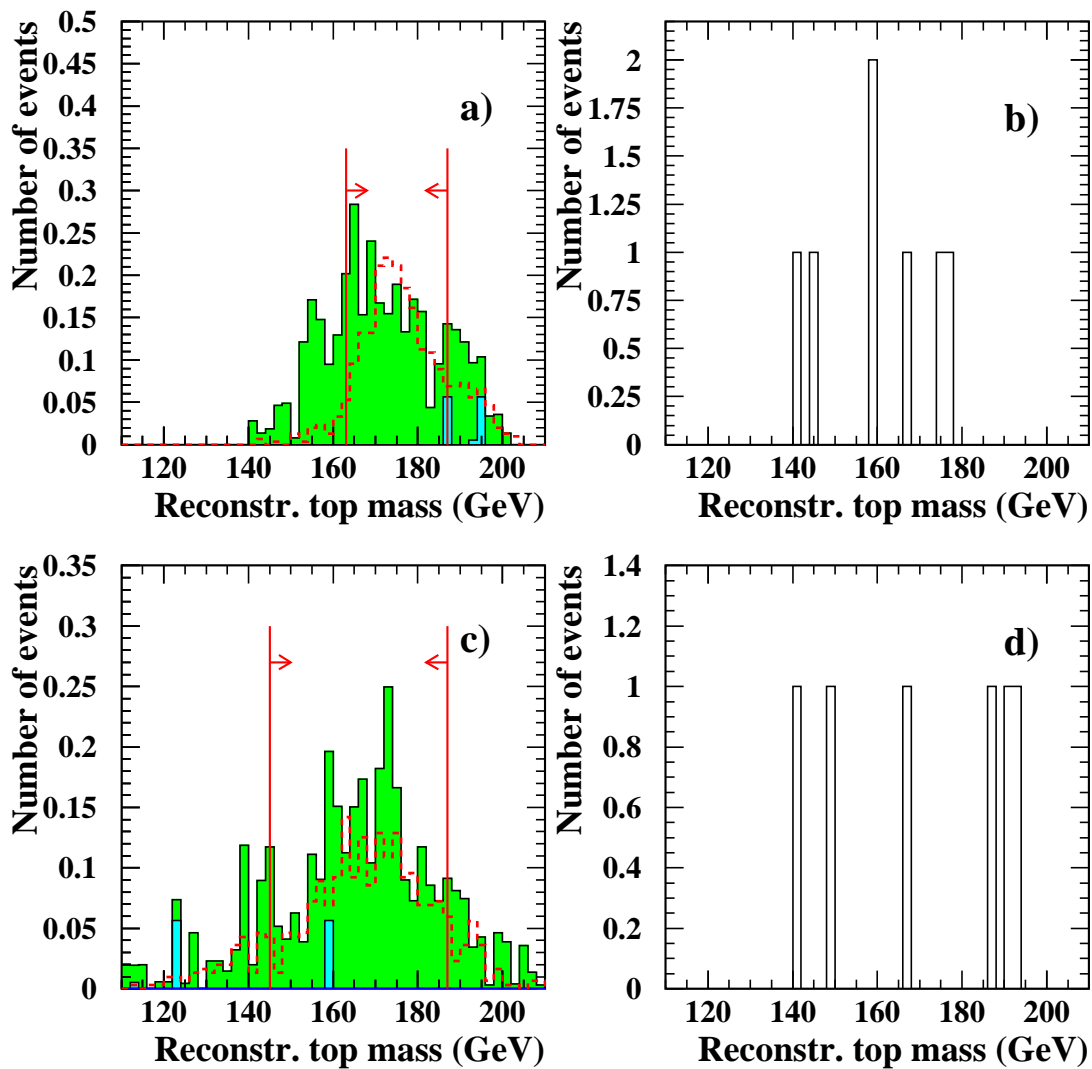 Number of events
0.5
0.45
0.4
0.35
0.3
0.25
0.2
0.15
0.1
0.05
0
a)
120 140 160 180 200
Reconstr. top mass (GeV)
Number of events
2
1.75
1.5
1.25
1
0.75
0.5
0.25
0
b)
120 140 160 180 200
Reconstr. top mass (GeV)
Number of events
0.35
0.3
0.25
0.2
0.15
0.1
0.05
0
c)
120 140 160 180 200
Reconstr. top mass (GeV)
Number of events
1.4
1.2
1
0.8
0.6
0.4
0.2
0
d)
120 140 160 180 200
Reconstr. top mass (GeV)